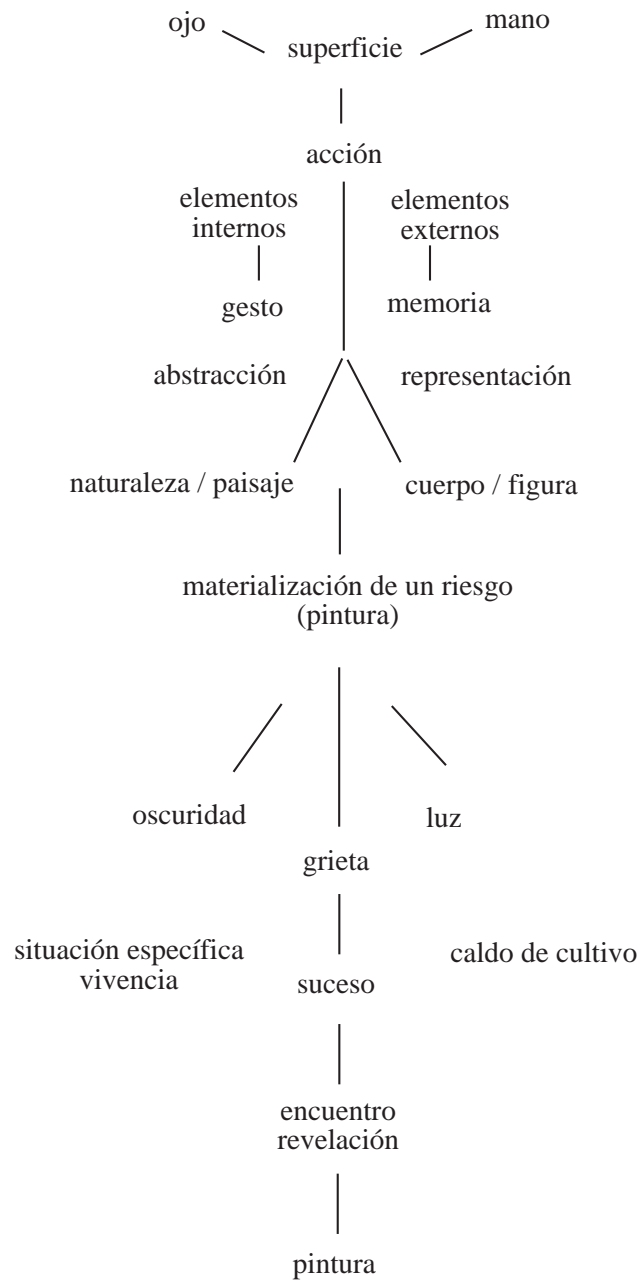 ojo
mano
superficie
acción
elementos
internos
elementos
externos
gesto
memoria
abstracción
representación
naturaleza / paisaje
cuerpo / figura
materialización de un riesgo
(pintura)
oscuridad
luz
grieta
situación específica
vivencia
caldo de cultivo
suceso
encuentro
revelación
pintura